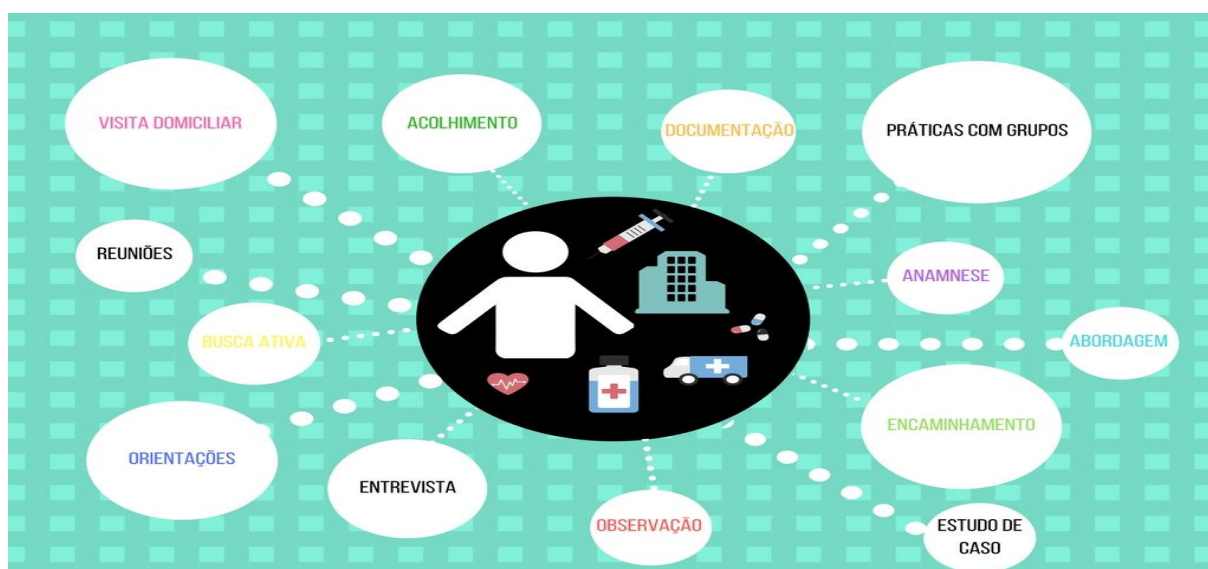 VISITA DOMICILIAR
ACOLHIMENTO
DOCUMENTAÇÃO
PRÁTICAS COM GRUPOS
REUNIÕES
ANAMNESE
BUSCA ATIVA
ABORDAGEM
ORIENTAÇÕES
ENCAMINHAMENTO
ENTREVISTA
OBSERVAÇÃO
ESTUDO DE
CASO